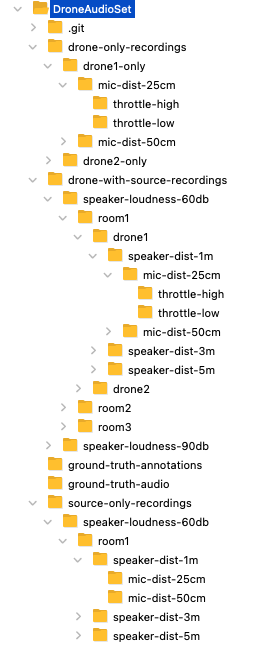 DroneAudioSet
.git
drone-only-recordings
drone1-only
mic-dist-25cm
throttle-high
throttle-low
mic-dist-50cm
drone2-only
drone-with-source-recordings
speaker-loudness-60db
room1
drone1
speaker-dist-1m
mic-dist-25cm
throttle-high
throttle-low
mic-dist-50cm
speaker-dist-3m
speaker-dist-5m
drone2
room2
room3
speaker-loudness-90db
ground-truth-annotations
ground-truth-audio
source-only-recordings
speaker-loudness-60db
room1
speaker-dist-1m
mic-dist-25cm
mic-dist-50cm
speaker-dist-3m
speaker-dist-5m